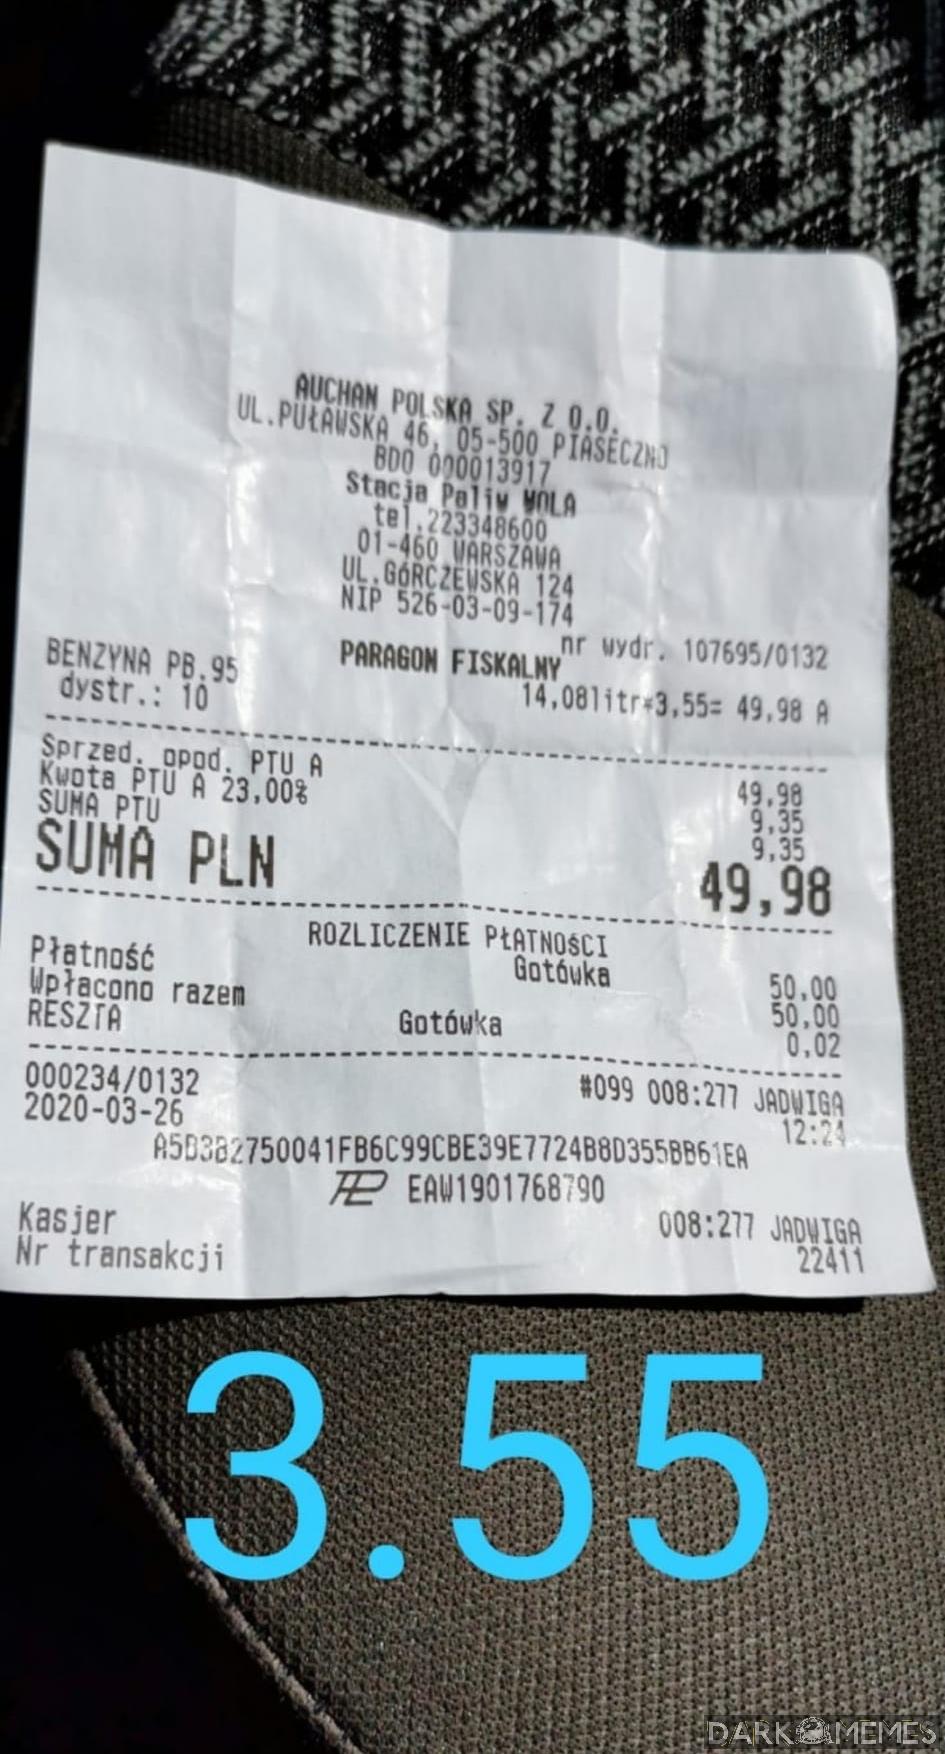 AUCHAN POLSKA SP. Z O.O.
UL.PUŁAWSKA 46, 05-500 PIASECZNO
BDO 000013917
Stacja Paliw WOLA
tel.223348600
01-460 WARSZAWA
UL.GÓRCZEWSKA 124
NIP 526-03-09-174
nr wydr. 107695/0132
PARAGON FISKALNY
BENZYNA PB.95 14,08litr*3,55= 49,98 A
dystr.: 10
Sprzed. opod. PTU A 49,98
Kwota PTU A 23,00% 9,35
SUMA PTU 9,35
SUMA PLN 49,98
ROZLICZENIE PŁATNOŚCI
Płatność Gotówka 50,00
Wpłacono razem 50,00
RESZTA Gotówka 0,02
000234/0132 #099 008:277 JADWIGA
2020-03-26 12:24
A5D3B2750041FB6C99CBE39E7724B8D355BB61EA
EAW1901768790
Kasjer 008:277 JADWIGA
Nr transakcji 22411
3.55
DARK MEMES